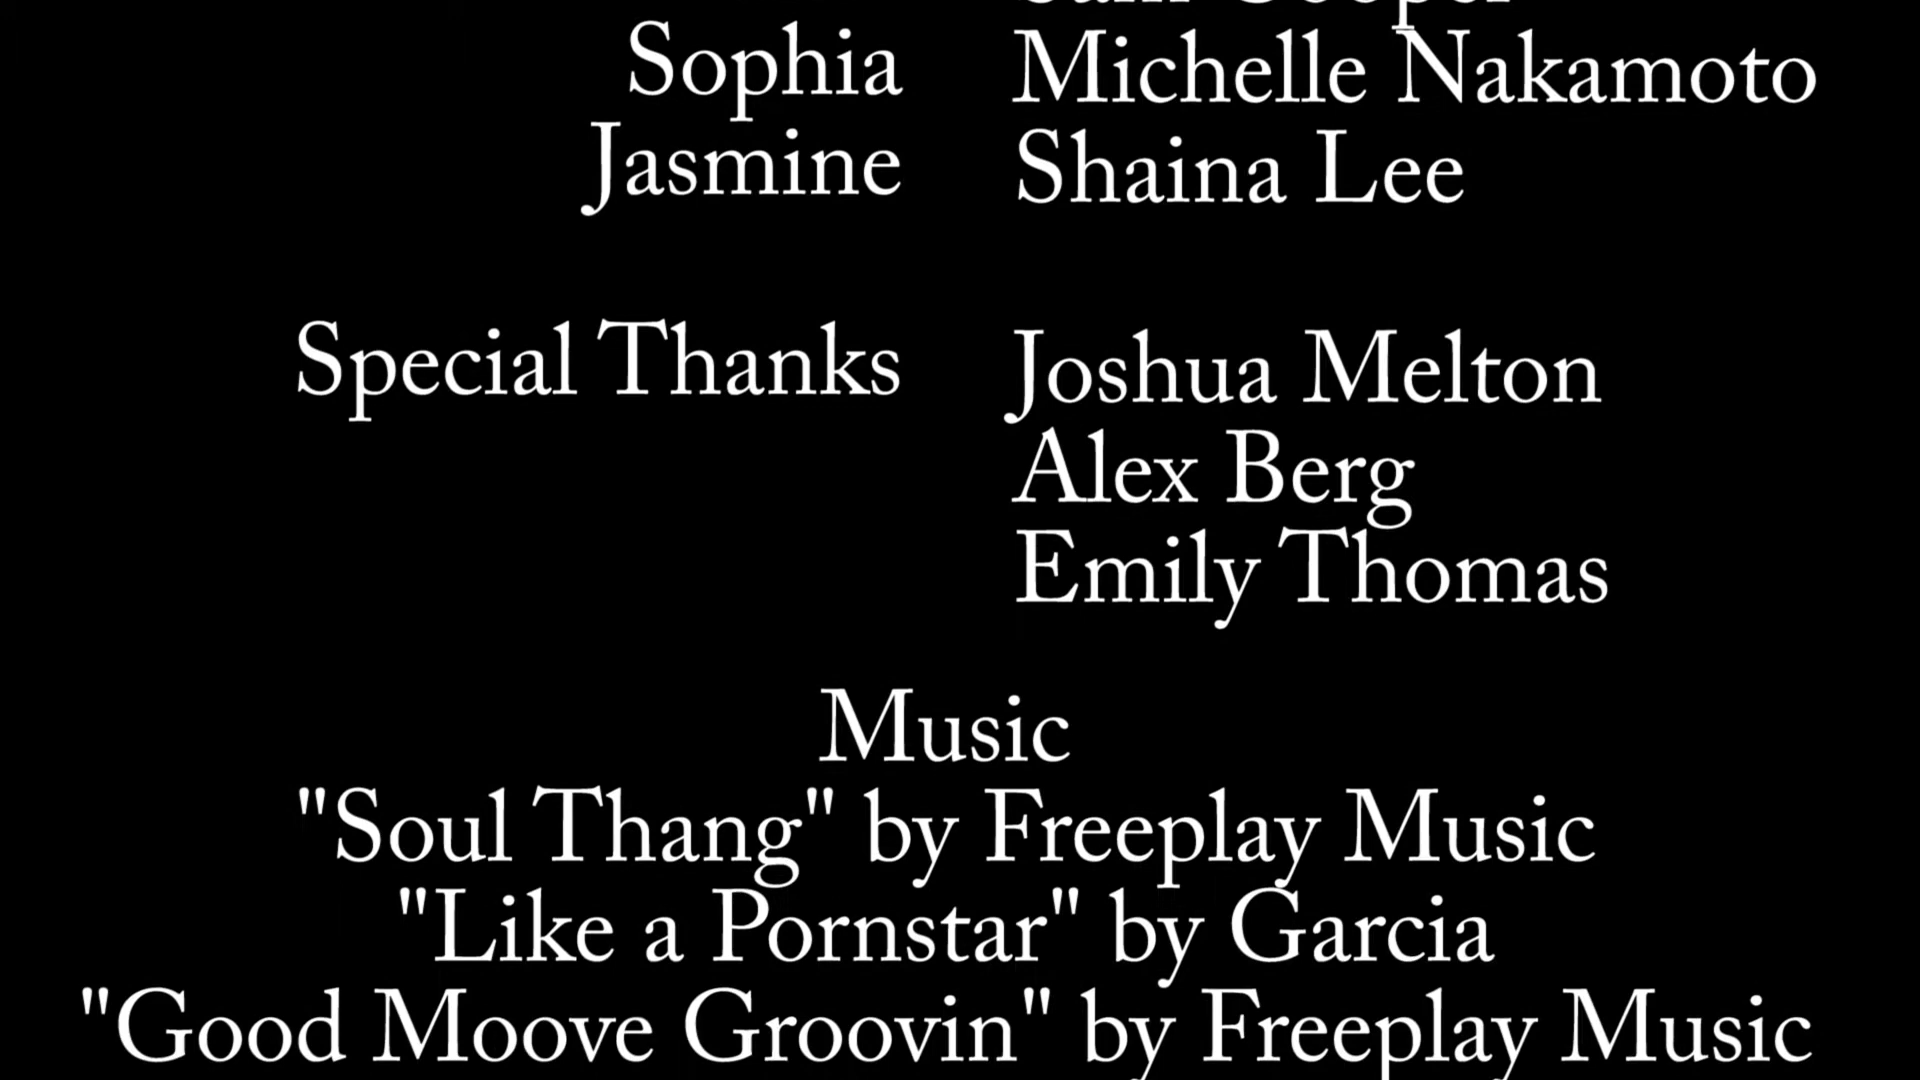 Cooper
Sophia Michelle Nakamoto
Jasmine Shaina Lee
Special Thanks Joshua Melton
Alex Berg
Emily Thomas
Music
"Soul Thang" by Freeplay Music
"Like a Pornstar" by Garcia
"Good Moove Groovin" by Freeplay Music